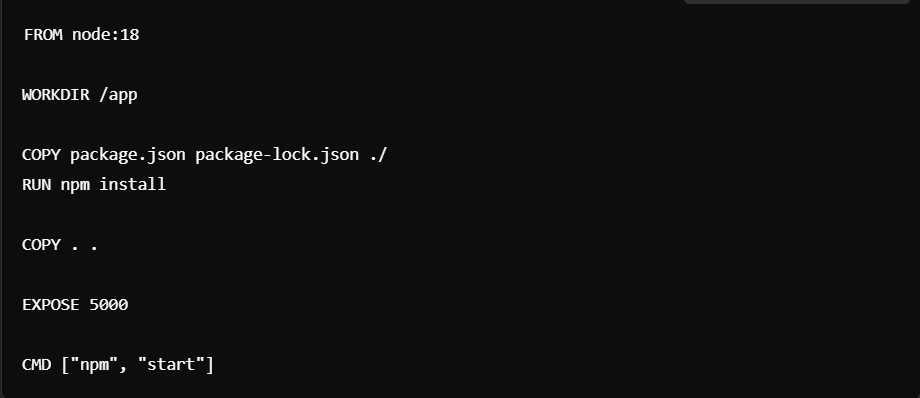 FROM node:18
WORKDIR /app
COPY package.json package-lock.json ./
RUN npm install
COPY . .
EXPOSE 5000
CMD ["npm", "start"]